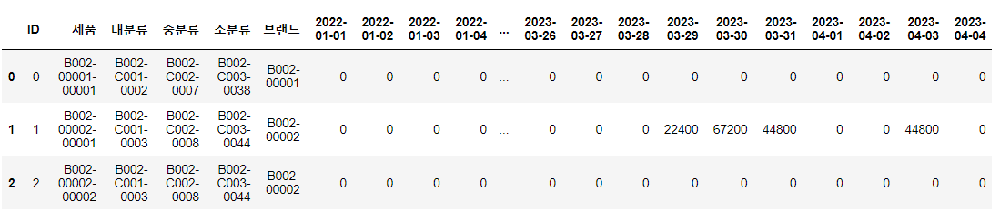 ID 제품 대분류 중분류 소분류 브랜드 2022-01-01 2022-01-02 2022-01-03 2022-01-04 ... 2023-03-26 2023-03-27 2023-03-28 2023-03-29 2023-03-30 2023-03-31 2023-04-01 2023-04-02 2023-04-03 2023-04-04
0 0 B002-00001-00001 B002-C001-0002 B002-C002-0007 B002-C003-0038 B002-00001 0 0 0 0 ... 0 0 0 0 0 0 0 0 0 0
1 1 B002-00002-00001 B002-C001-0003 B002-C002-0008 B002-C003-0044 B002-00002 0 0 0 0 ... 0 0 0 22400 67200 44800 0 0 44800 0
2 2 B002-00002-00002 B002-C001-0003 B002-C002-0008 B002-C003-0044 B002-00002 0 0 0 0 ... 0 0 0 0 0 0 0 0 0 0